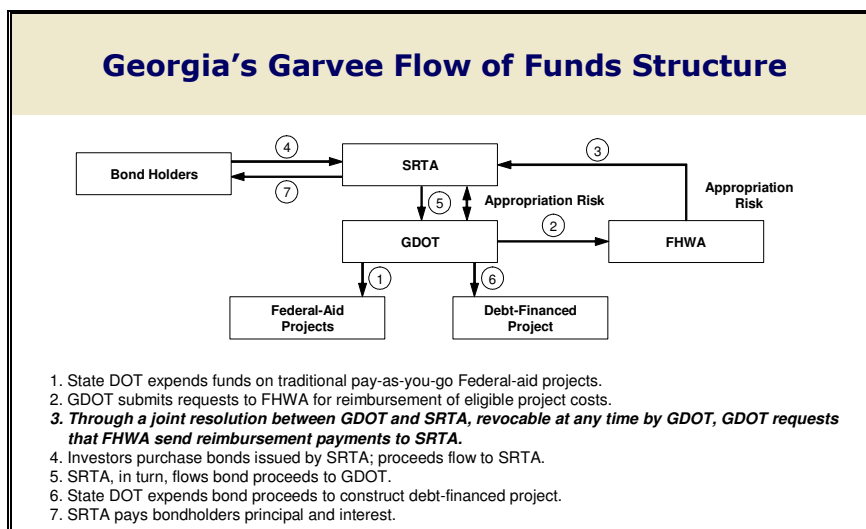 Georgia’s Garvee Flow of Funds Structure
4
3
Bond Holders
SRTA
7
Appropriation
Risk
5
Appropriation Risk
2
GDOT
FHWA
1
6
Federal-Aid
Projects
Debt-Financed
Project
1. State DOT expends funds on traditional pay-as-you-go Federal-aid projects.
2. GDOT submits requests to FHWA for reimbursement of eligible project costs.
3. Through a joint resolution between GDOT and SRTA, revocable at any time by GDOT, GDOT requests
that FHWA send reimbursement payments to SRTA.
4. Investors purchase bonds issued by SRTA; proceeds flow to SRTA.
5. SRTA, in turn, flows bond proceeds to GDOT.
6. State DOT expends bond proceeds to construct debt-financed project.
7. SRTA pays bondholders principal and interest.